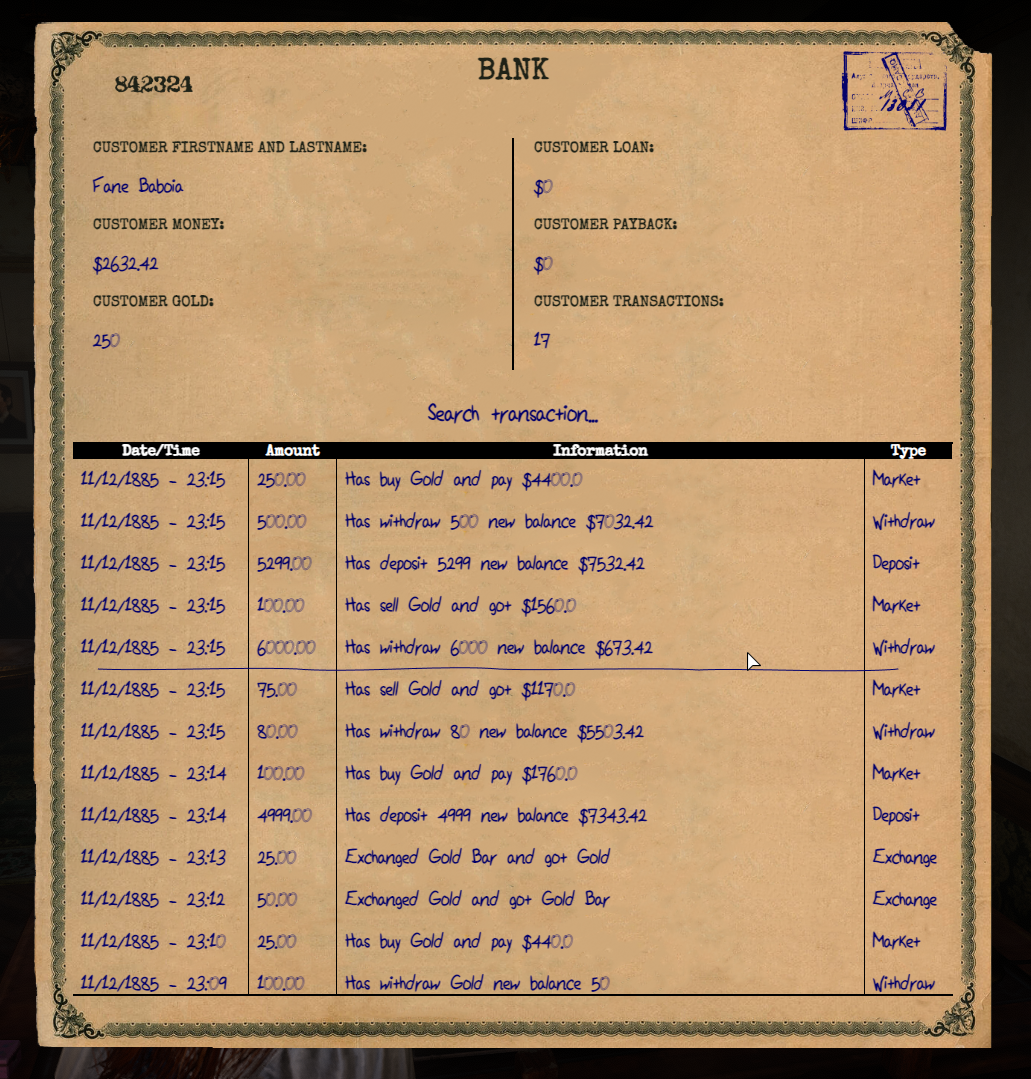 842324
BANK
CUSTOMER FIRSTNAME AND LASTNAME:
Fane Baboia
CUSTOMER MONEY:
$2632.42
CUSTOMER GOLD:
250
CUSTOMER LOAN:
$0
CUSTOMER PAYBACK:
$0
CUSTOMER TRANSACTIONS:
17
Search transaction...
Date/Time Amount Information Type
11/12/1885 - 23:15 250.00 Has buy Gold and pay $4400.0 Market
11/12/1885 - 23:15 500.00 Has withdraw 500 new balance $7032.42 Withdraw
11/12/1885 - 23:15 5299.00 Has deposit 5299 new balance $7532.42 Deposit
11/12/1885 - 23:15 100.00 Has sell Gold and got $1560.0 Market
11/12/1885 - 23:15 6000.00 Has withdraw 6000 new balance $673.42 Withdraw
11/12/1885 - 23:15 75.00 Has sell Gold and got $1170.0 Market
11/12/1885 - 23:15 80.00 Has withdraw 80 new balance $5503.42 Withdraw
11/12/1885 - 23:14 100.00 Has buy Gold and pay $1760.0 Market
11/12/1885 - 23:14 4999.00 Has deposit 4999 new balance $7343.42 Deposit
11/12/1885 - 23:13 25.00 Exchanged Gold Bar and got Gold Exchange
11/12/1885 - 23:12 50.00 Exchanged Gold and got Gold Bar Exchange
11/12/1885 - 23:10 25.00 Has buy Gold and pay $440.0 Market
11/12/1885 - 23:09 100.00 Has withdraw Gold new balance 50 Withdraw